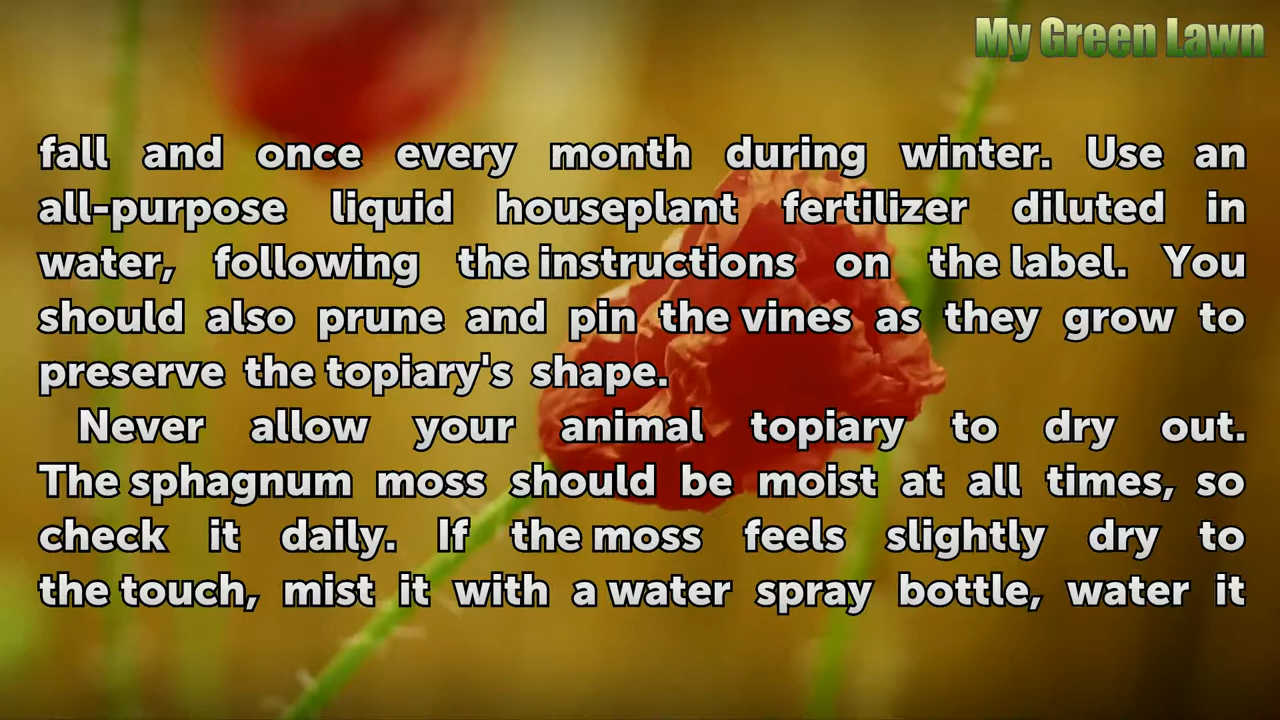 My Green Lawn
fall and once every month during winter. Use an
all-purpose liquid houseplant fertilizer diluted in
water, following the instructions on the label. You
should also prune and pin the vines as they grow to
preserve the topiary's shape.
Never allow your animal topiary to dry out.
The sphagnum moss should be moist at all times, so
check it daily. If the moss feels slightly dry to
the touch, mist it with a water spray bottle, water it